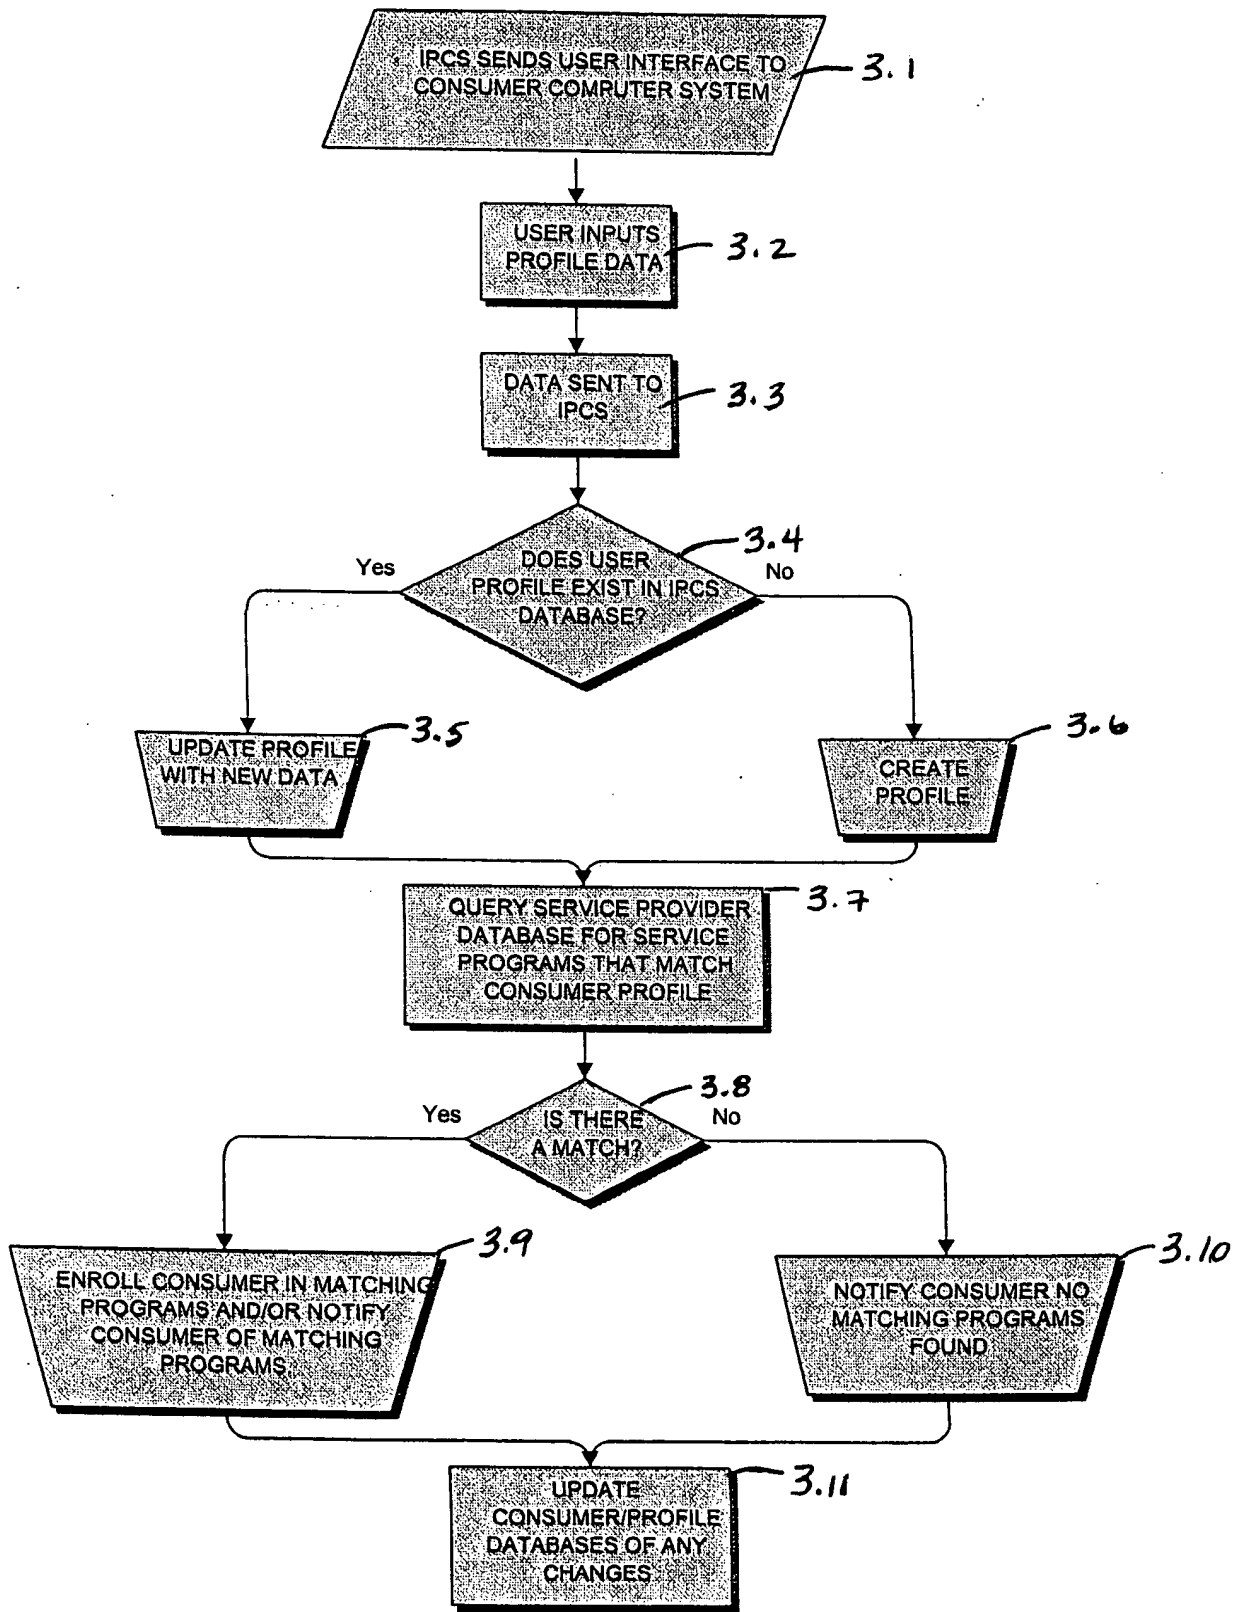 IPCS SENDS USER INTERFACE TO
CONSUMER COMPUTER SYSTEM
3.1
USER INPUTS
PROFILE DATA
3.2
DATA SENT TO
IPCS
3.3
DOES USER
PROFILE EXIST IN IPCS
DATABASE?
3.4
Yes
No
UPDATE PROFILE
WITH NEW DATA
3.5
CREATE
PROFILE
3.6
QUERY SERVICE PROVIDER
DATABASE FOR SERVICE
PROGRAMS THAT MATCH
CONSUMER PROFILE
3.7
IS THERE
A MATCH?
3.8
Yes
No
ENROLL CONSUMER IN MATCHING
PROGRAMS AND/OR NOTIFY
CONSUMER OF MATCHING
PROGRAMS
3.9
NOTIFY CONSUMER NO
MATCHING PROGRAMS
FOUND
3.10
UPDATE
CONSUMER/PROFILE
DATABASES OF ANY
CHANGES
3.11